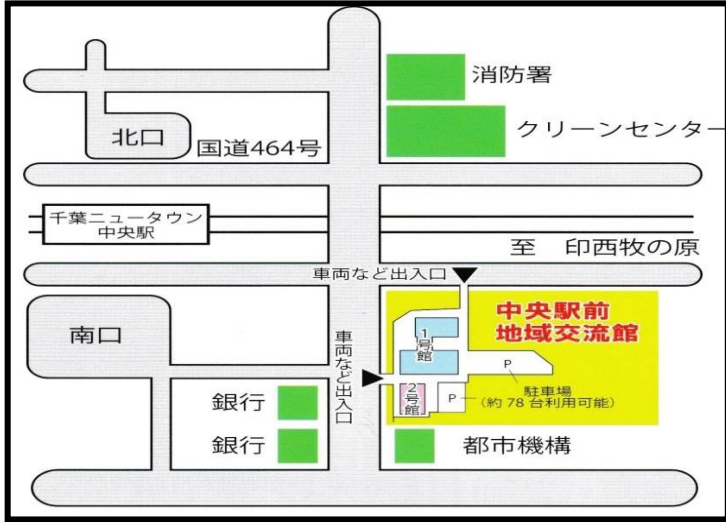 消防署
北口
国道464号
クリーンセンター
千葉ニュータウン
中央駅
至 印西牧の原
車両など出入口
南口
中央駅前
地域交流館
1号館
車両など出入口
P
2号館
P
駐車場
(約78台利用可能)
銀行
銀行
都市機構